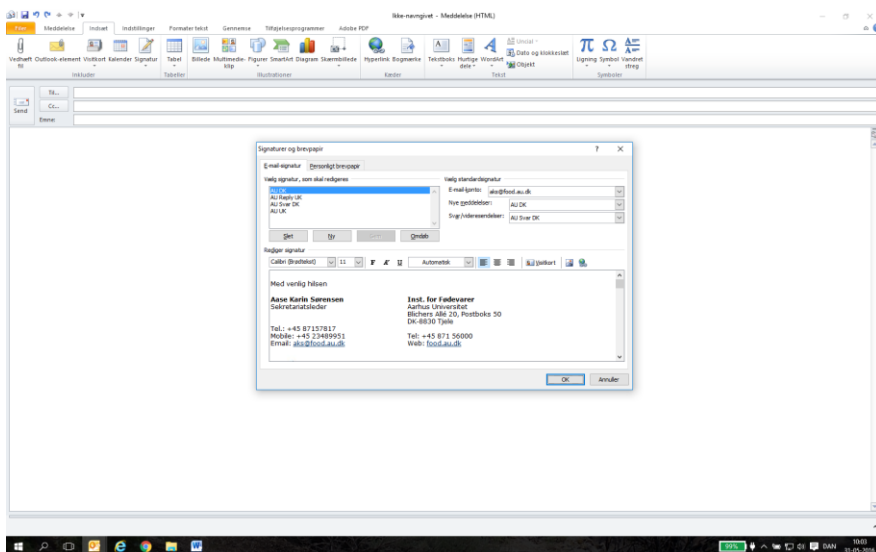 Ikke-navngivet - Meddelelse (HTML)
Filer Meddelelse Indsæt Indstillinger Formater tekst Gennemse Tilføjelsesprogrammer Adobe PDF
Vedhæft fil Outlook-element Visitkort Kalender Signatur Tabel Billede Multimedie-klip Figurer SmartArt Diagram Skærmbillede Hyperlink Bogmærke Tekstboks Hurtige dele WordArt Uncial Dato og klokkeslæt Objekt Ligning Symbol Vandret streg
Inkluder Tabeller Illustrationer Kæder Tekst Symboler
Send
Til...
Cc...
Emne:
Signaturer og brevpapir
E-mail-signatur Personligt brevpapir
Vælg signatur, som skal redigeres
AU DK
AU Reply UK
AU Svar DK
AU UK
Slet Ny Omdøb
Vælg standardsignatur
E-mail-konto: aks@food.au.dk
Nye meddelelser: AU DK
Svar/videresendelser: AU Svar DK
Rediger signatur
Calibri (Brødtekst) 11 F K U Automatisk Visitkort
Med venlig hilsen
Aase Karin Sørensen Inst. for Fødevarer
Sekretariatsleder Aarhus Universitet
Blichers Allé 20, Postboks 50
DK-8830 Tjele
Tel.: +45 87157817
Mobile: +45 23489951 Tel: +45 871 56000
Email: aks@food.au.dk Web: food.au.dk
OK Annuller
99% DAN 10:03
31-05-2016